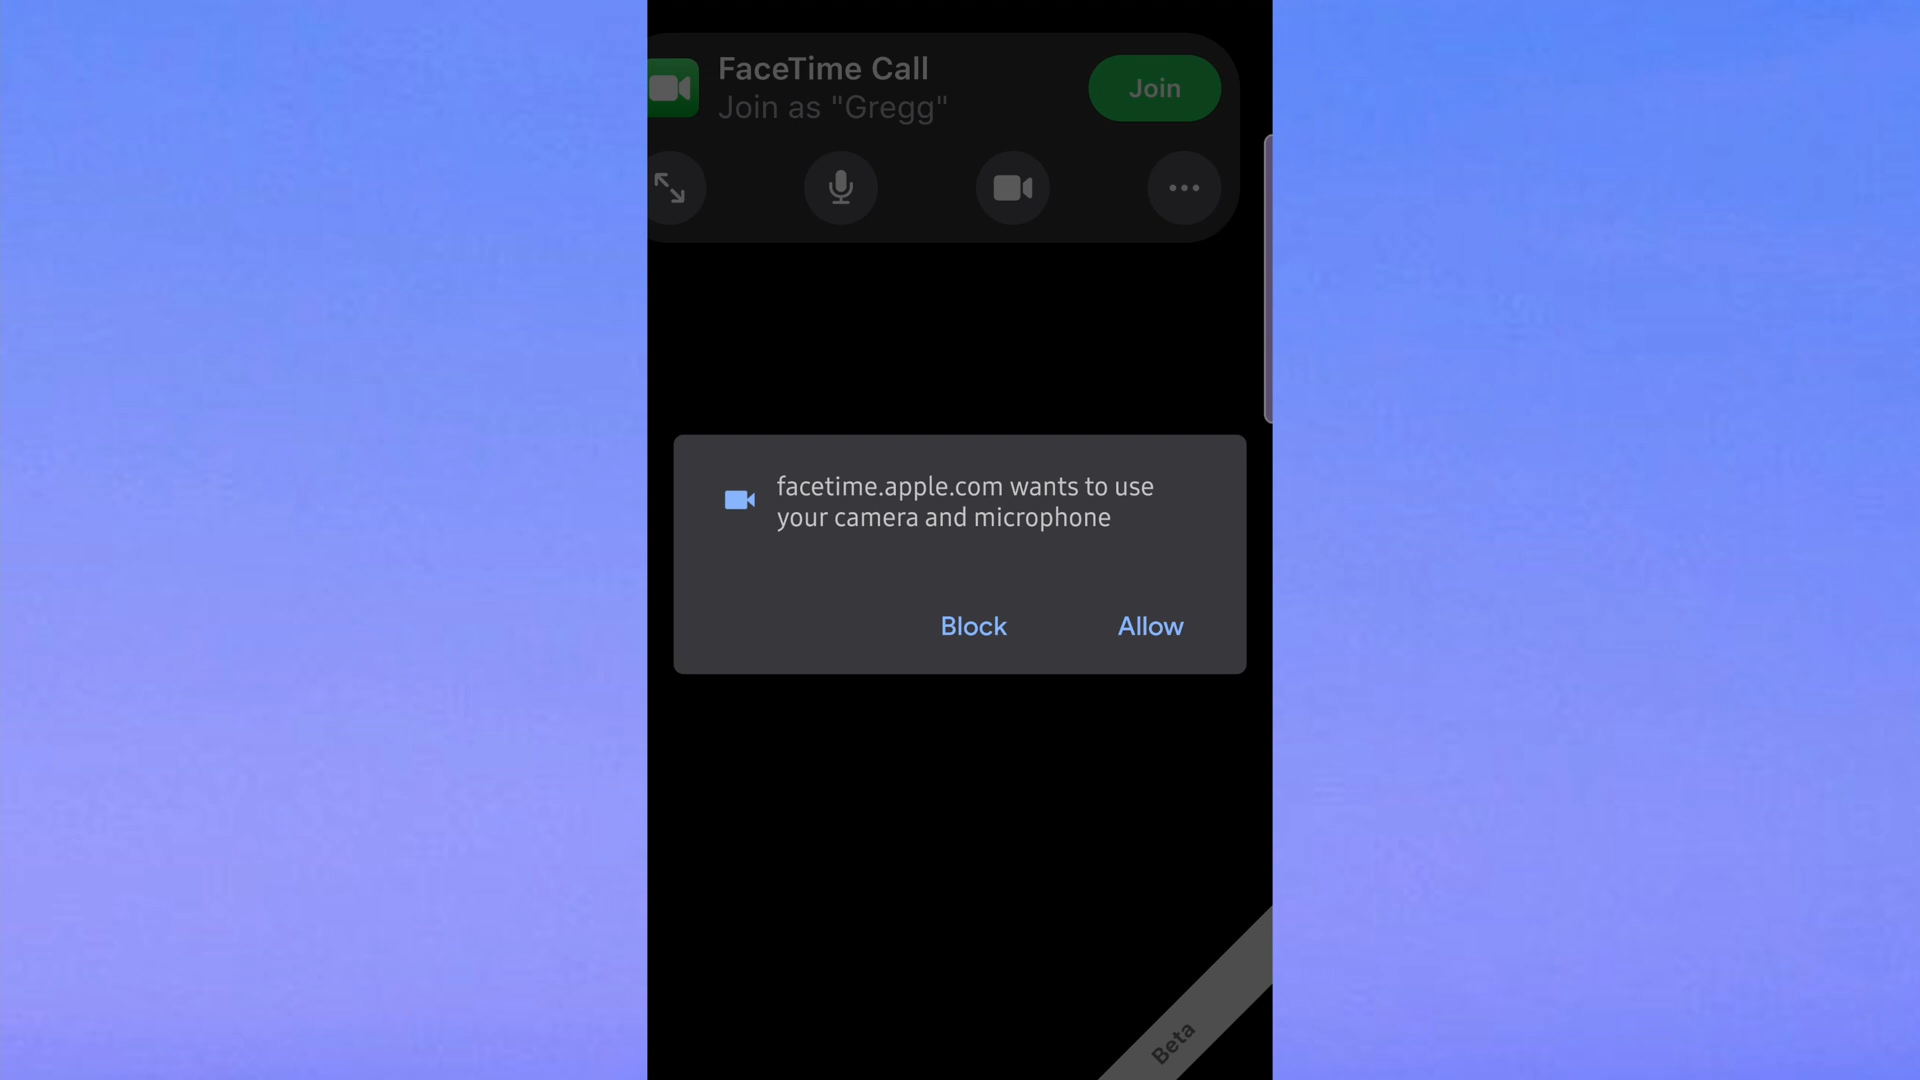 FaceTime Call
Join as "Gregg"
Join
facetime.apple.com wants to use
your camera and microphone
Block
Allow
Beta